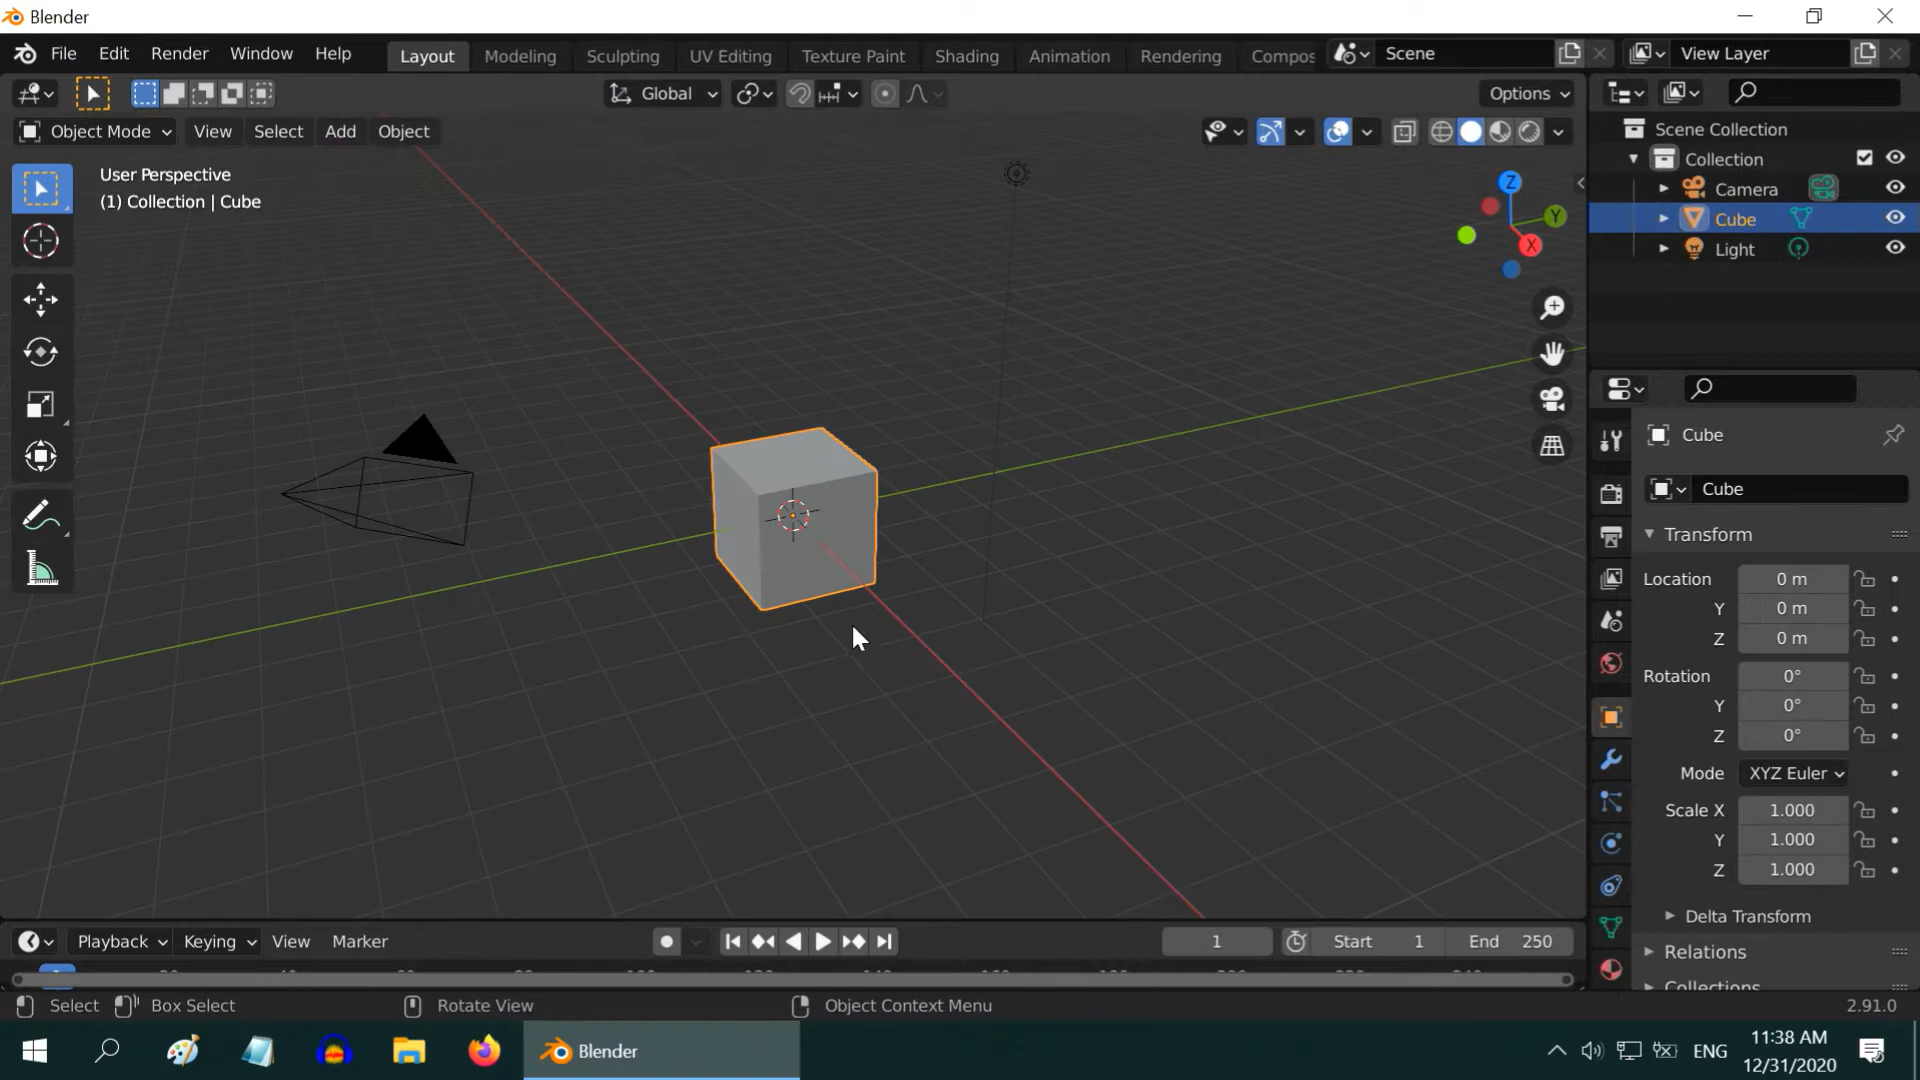 Blender
File Edit Render Window Help
Layout Modeling Sculpting UV Editing Texture Paint Shading Animation Rendering Compos
Scene
View Layer
Global
Options
Object Mode View Select Add Object
User Perspective
(1) Collection | Cube
Z
Y
X
Scene Collection
Collection
Camera
Cube
Light
Cube
Cube
Transform
Location 0 m
Y 0 m
Z 0 m
Rotation 0°
Y 0°
Z 0°
Mode XYZ Euler
Scale X 1.000
Y 1.000
Z 1.000
Delta Transform
Relations
Collections
Playback Keying View Marker
1
Start 1
End 250
Select Box Select Rotate View Object Context Menu 2.91.0
Blender
ENG
11:38 AM
12/31/2020